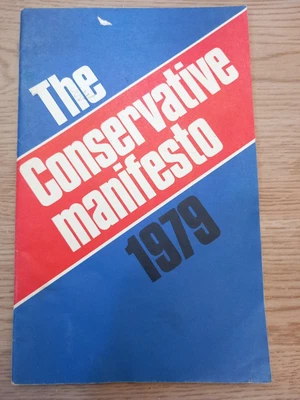 The
Conservative
manifesto
1979